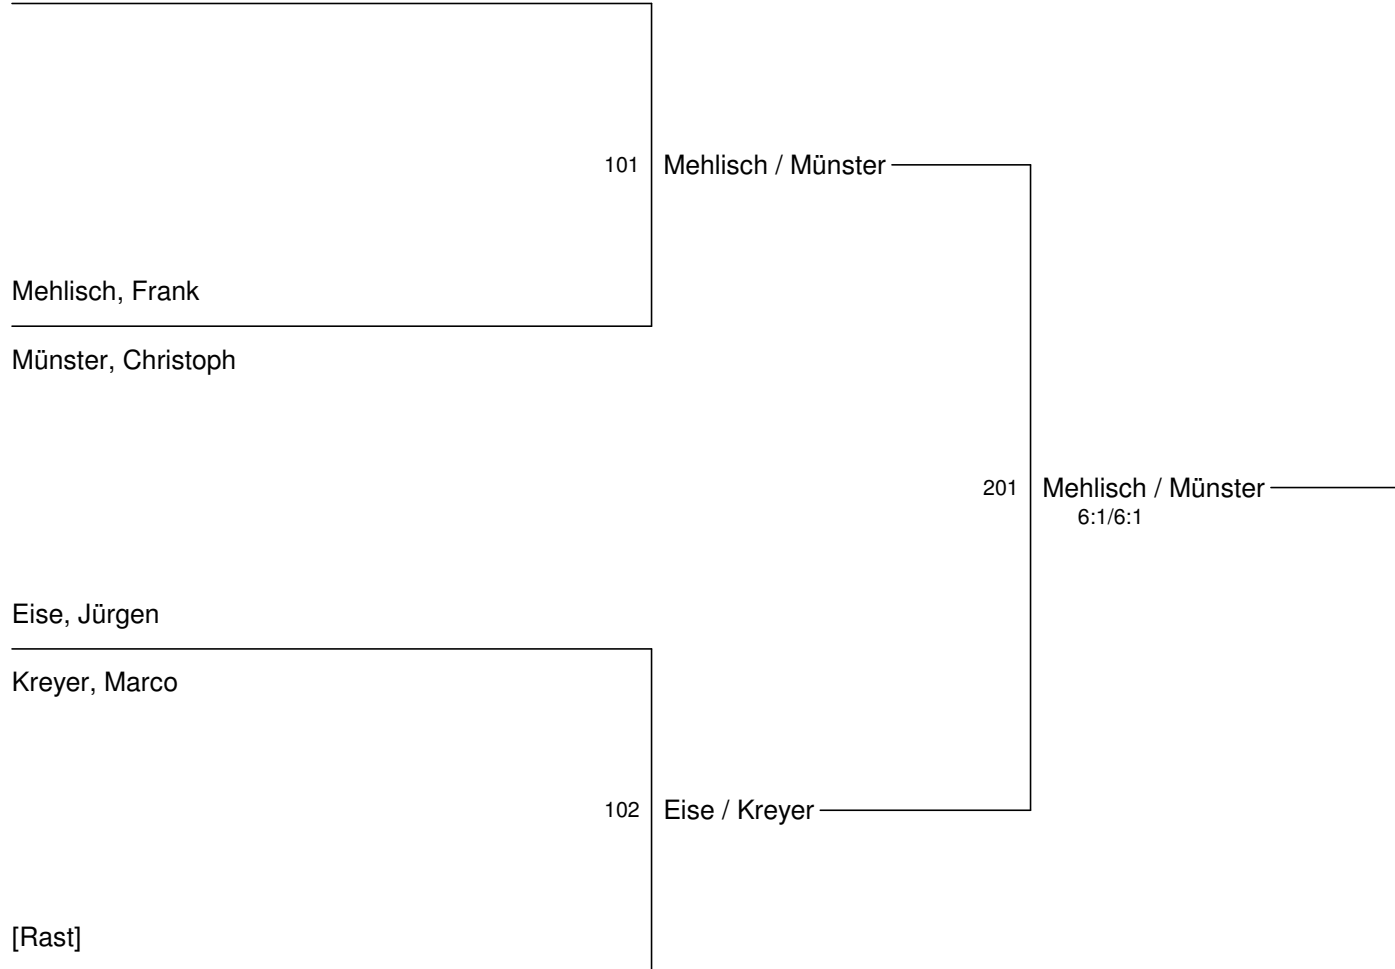 101
Mehlisch / Münster
Mehlisch, Frank
Münster, Christoph
201
Mehlisch / Münster
6:1/6:1
Eise, Jürgen
Kreyer, Marco
102
Eise / Kreyer
[Rast]